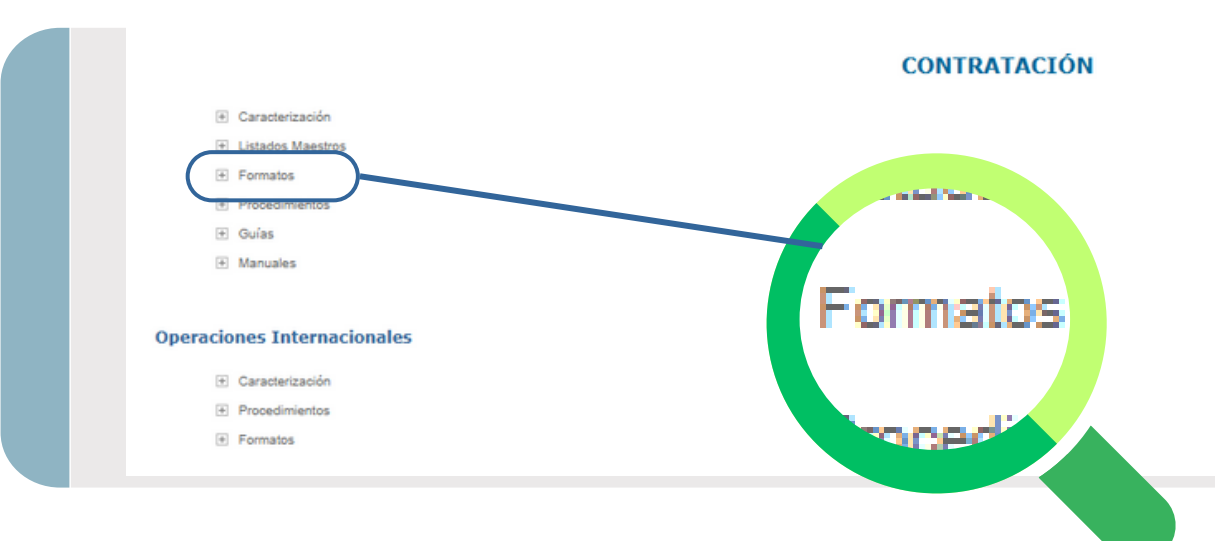 CONTRATACIÓN
Caracterización
Listados Maestros
Formatos
Procedimientos
Guías
Manuales
Formatos
Operaciones Internacionales
Caracterización
Procedimientos
Formatos